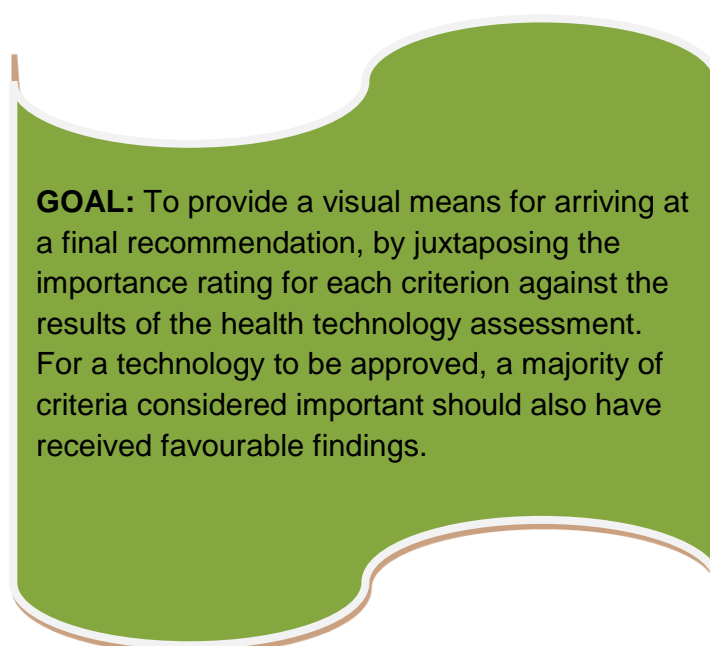 GOAL: To provide a visual means for arriving at
a final recommendation, by juxtaposing the
importance rating for each criterion against the
results of the health technology assessment.
For a technology to be approved, a majority of
criteria considered important should also have
received favourable findings.